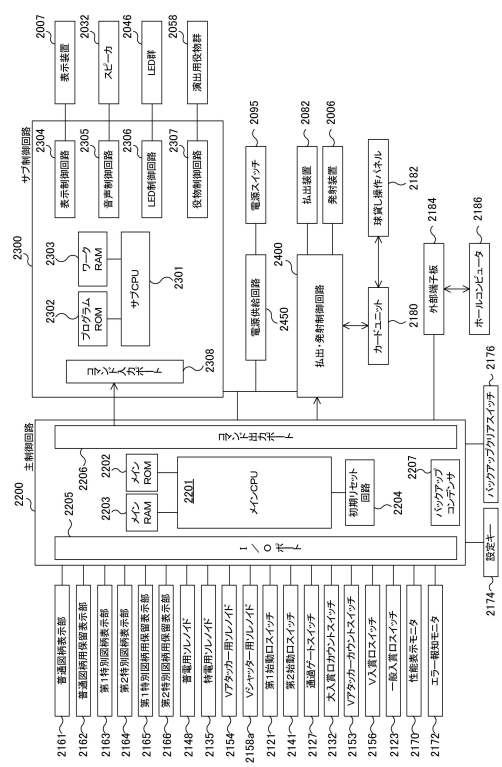 2200
主制御回路
2205
I/Oポート
2206
コマンド出力ポート
2203
メインRAM
2202
メインROM
2201
メインCPU
初期リセット回路
2204
2207
バックアップコンデンサ
2174
設定キー
バックアップクリアスイッチ
2176
2161
普通図柄表示部
2162
普通図柄用保留表示部
2163
第1特別図柄表示部
2164
第2特別図柄表示部
2165
第1特別図柄用保留表示部
2166
第2特別図柄用保留表示部
2148
普電用ソレノイド
2135
特電用ソレノイド
2154
Vアタッカー用ソレノイド
2158a
Vシャッター用ソレノイド
2121
第1始動口スイッチ
2141
第2始動口スイッチ
2127
通過ゲートスイッチ
2132
大入賞口カウントスイッチ
2153
Vアタッカーカウントスイッチ
2156
V入賞口スイッチ
2123
一般入賞口スイッチ
2170
性能表示モニタ
2172
エラー報知モニタ
2300
サブ制御回路
2308
コマンド入力ポート
2302
プログラムROM
2303
ワークRAM
サブCPU
2301
2304
表示制御回路
2305
音声制御回路
2306
LED制御回路
2307
役物制御回路
表示装置
2007
スピーカ
2032
LED群
2046
演出用役物群
2058
電源供給回路
2450
電源スイッチ
2095
2400
払出・発射制御回路
払出装置
2082
発射装置
2006
カードユニット
2180
球貸し操作パネル
2182
外部端子板
2184
ホールコンピュータ
2186